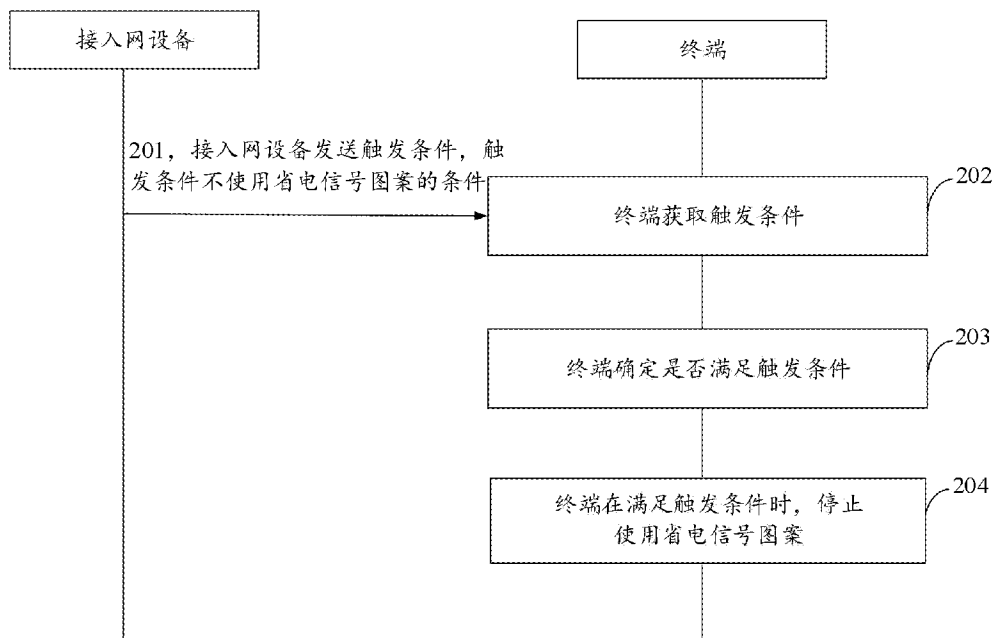 接入网设备
终端
201，接入网设备发送触发条件，触
发条件不使用省电信号图案的条件
202
终端获取触发条件
203
终端确定是否满足触发条件
204
终端在满足触发条件时，停止
使用省电信号图案